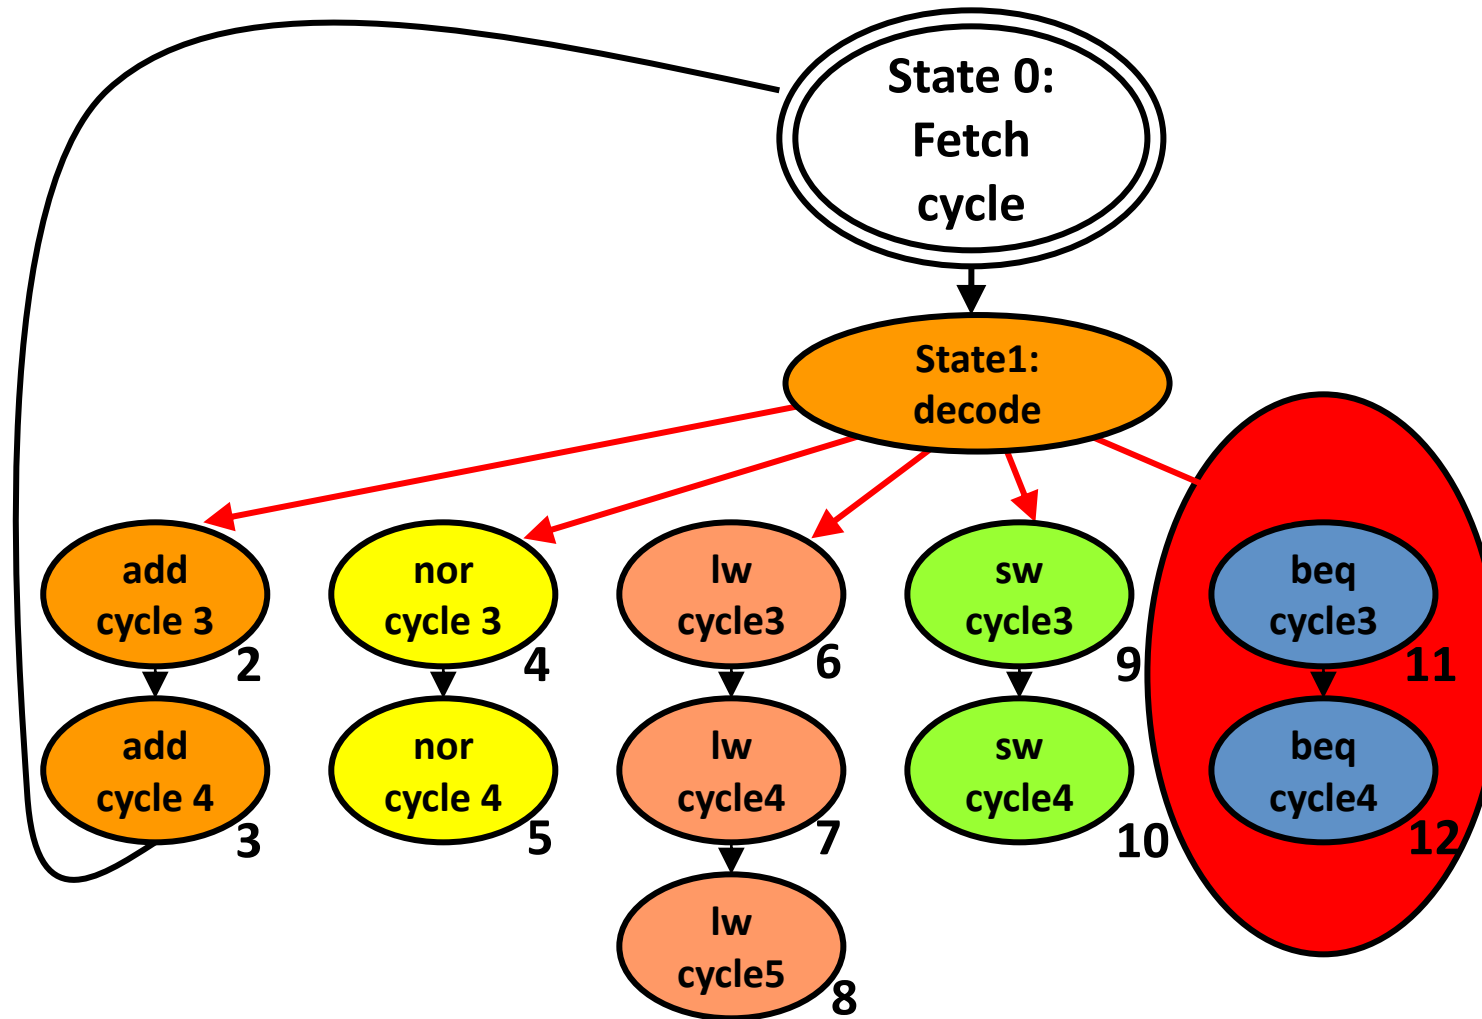 State 0:
Fetch
cycle
State1:
decode
add
cycle 3
2
nor
cycle 3
4
lw
cycle3
6
sw
cycle3
9
beq
cycle3
11
add
cycle 4
3
nor
cycle 4
5
lw
cycle4
7
sw
cycle4
10
beq
cycle4
12
lw
cycle5
8